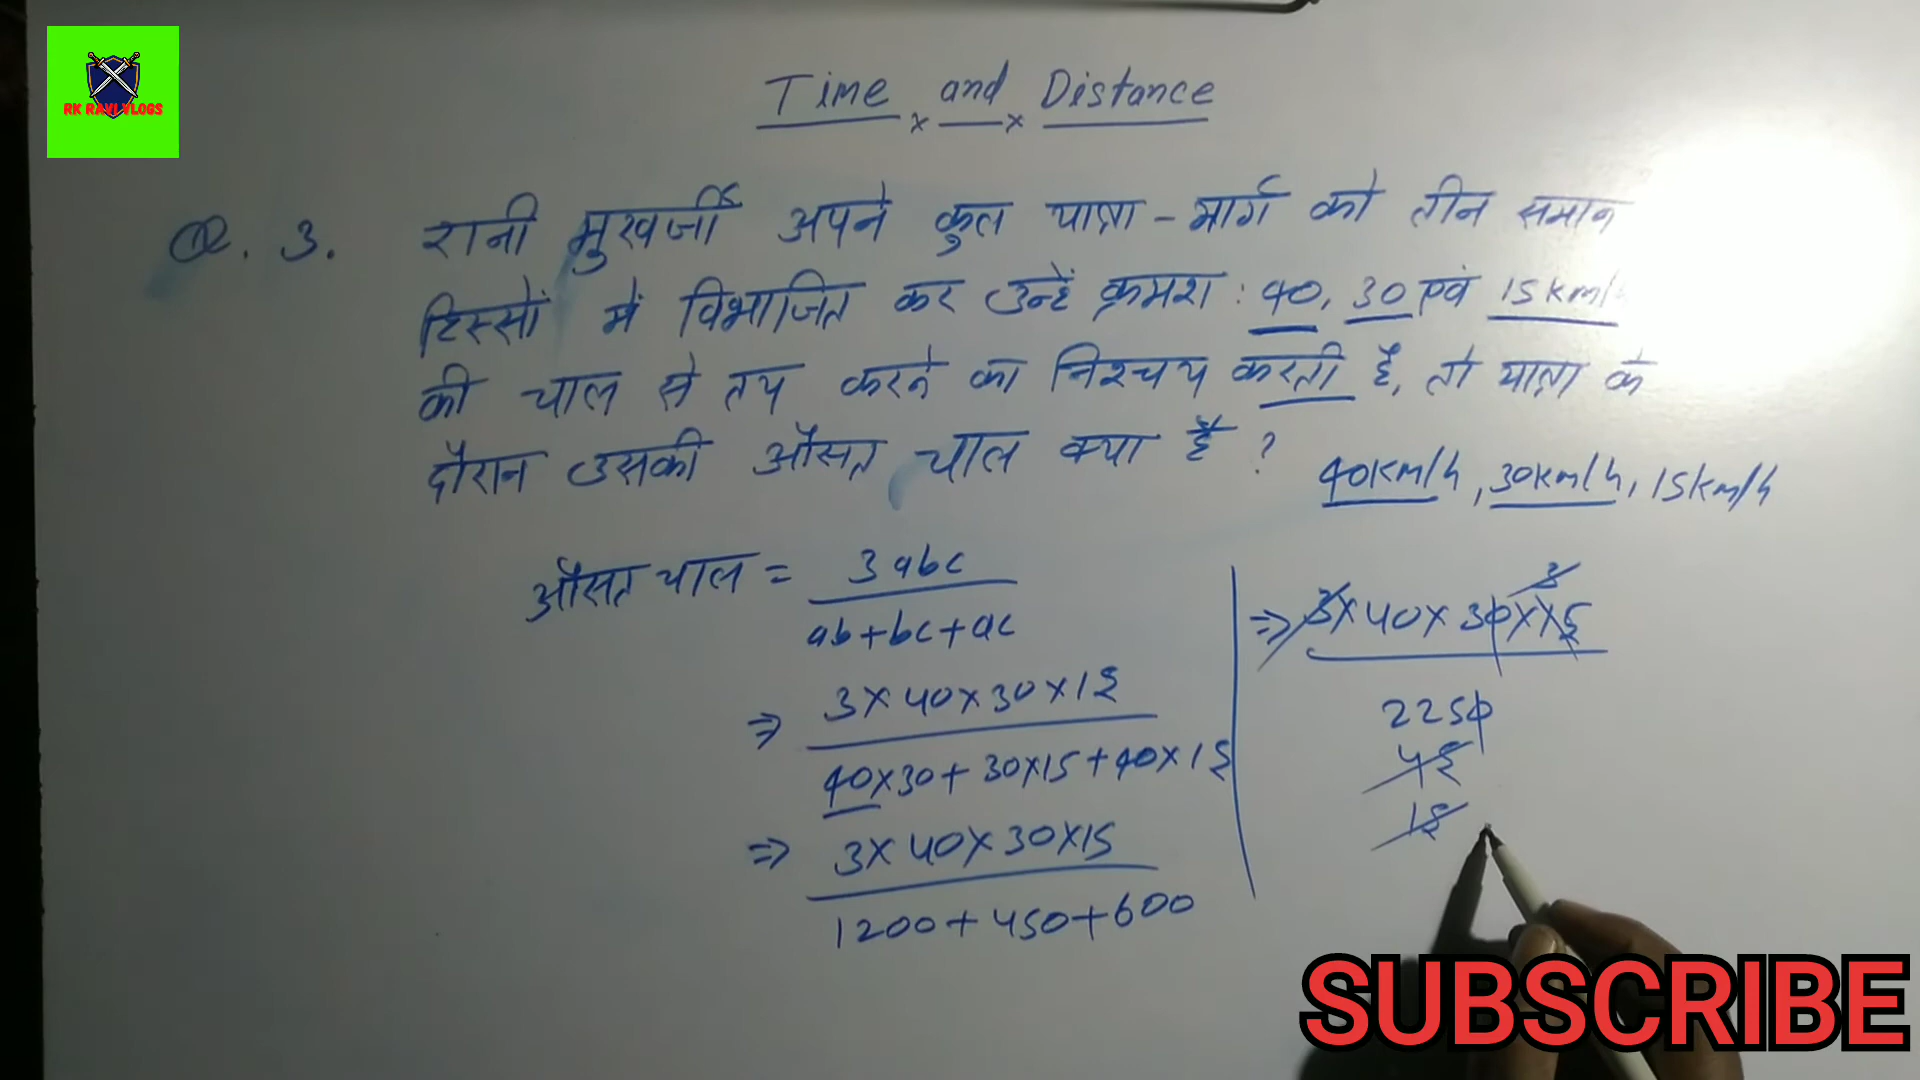 RK RAVI VLOGS
Time and Distance
Q. 3. रानी मुखर्जी अपने कुल यात्रा - मार्ग को तीन समान
हिस्सों में विभाजित कर उन्हें क्रमश: 40, 30 एवं 15 km/h
की चाल से तय करने का निश्चय करती है, तो यात्रा के
दौरान उसकी औसत चाल क्या है ?
40km/h, 30km/h, 15km/h
औसत चाल = 3abc
ab+bc+ac
⇒ 3×40×30×15
40×30+30×15+40×15
⇒ 3×40×30×15
1200+450+600
⇒ 3×40×30×15
3
2250
45
15
SUBSCRIBE